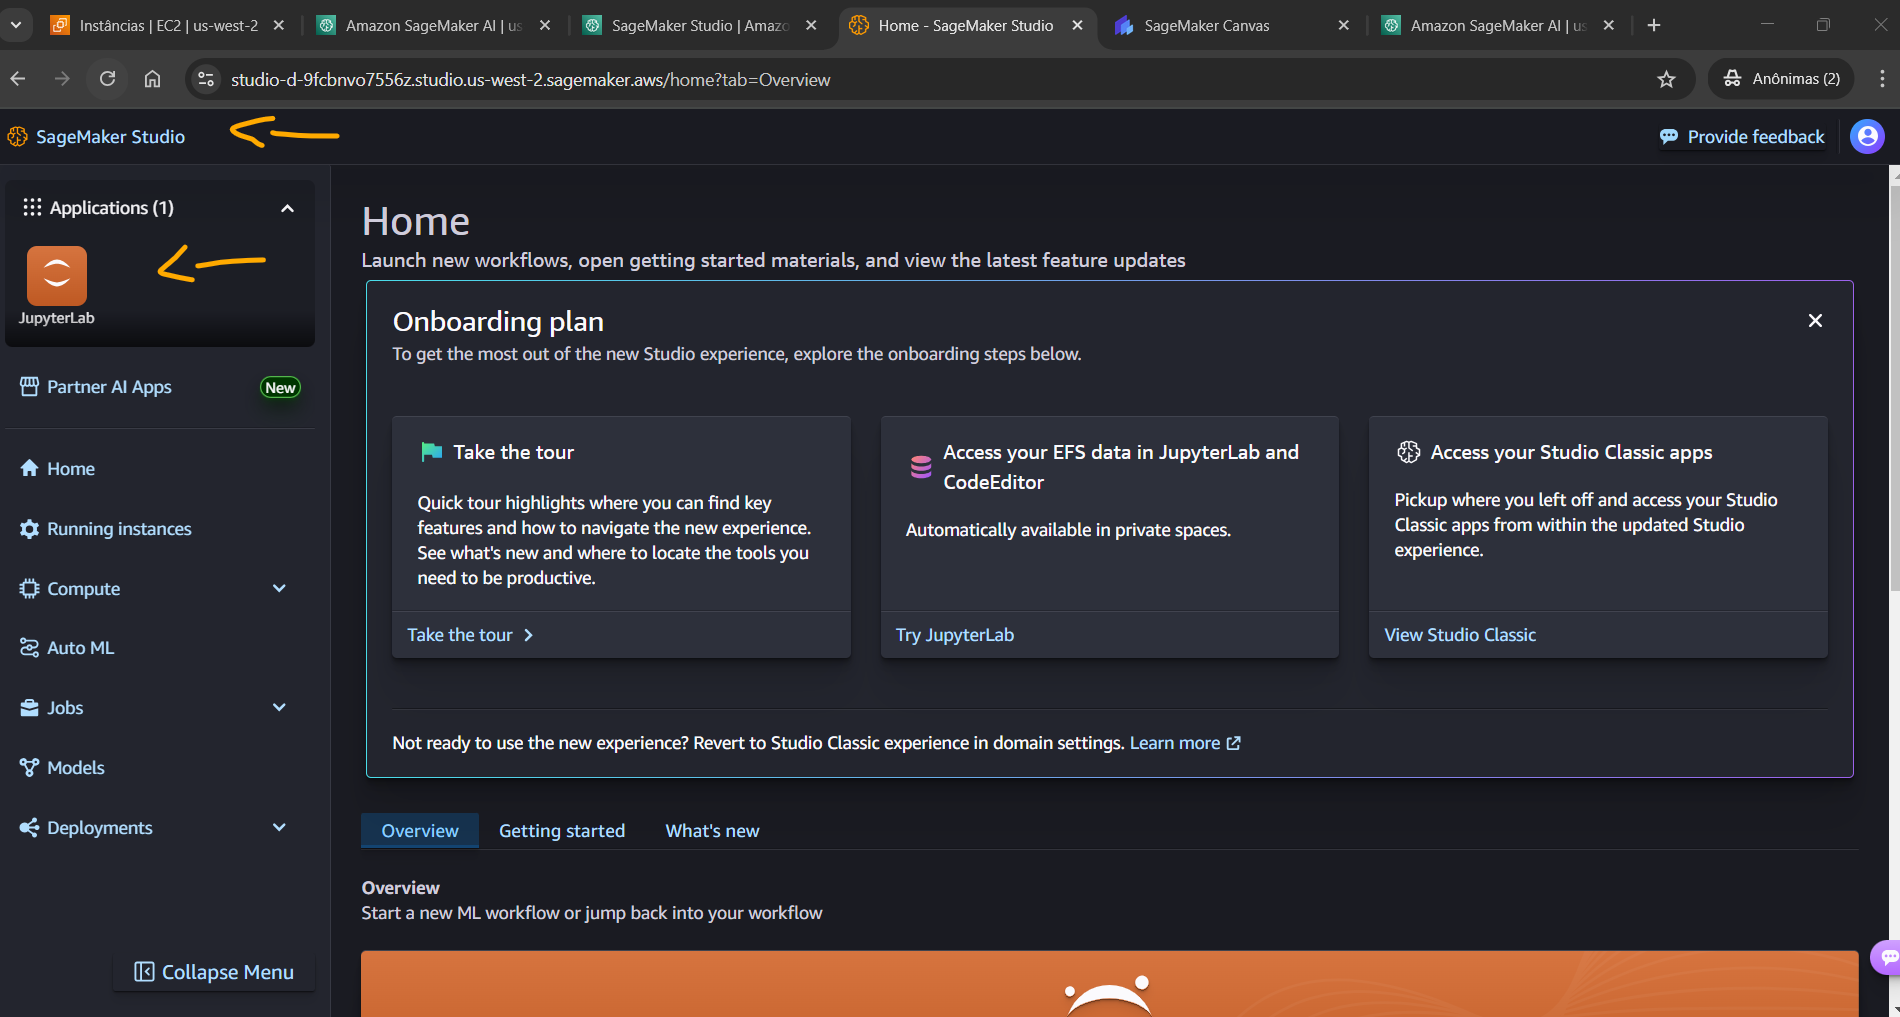 Instâncias | EC2 | us-west-2
Amazon SageMaker AI | us
SageMaker Studio | Amazo
Home - SageMaker Studio
SageMaker Canvas
Amazon SageMaker AI | us
studio-d-9fcbnvo7556z.studio.us-west-2.sagemaker.aws/home?tab=Overview
Anônimas (2)
SageMaker Studio
Provide feedback
Applications (1)
JupyterLab
Partner AI Apps
New
Home
Running instances
Compute
Auto ML
Jobs
Models
Deployments
Collapse Menu
Home
Launch new workflows, open getting started materials, and view the latest feature updates
Onboarding plan
To get the most out of the new Studio experience, explore the onboarding steps below.
Take the tour
Quick tour highlights where you can find key
features and how to navigate the new experience.
See what's new and where to locate the tools you
need to be productive.
Take the tour
Access your EFS data in JupyterLab and
CodeEditor
Automatically available in private spaces.
Try JupyterLab
Access your Studio Classic apps
Pickup where you left off and access your Studio
Classic apps from within the updated Studio
experience.
View Studio Classic
Not ready to use the new experience? Revert to Studio Classic experience in domain settings. Learn more
Overview
Getting started
What's new
Overview
Start a new ML workflow or jump back into your workflow